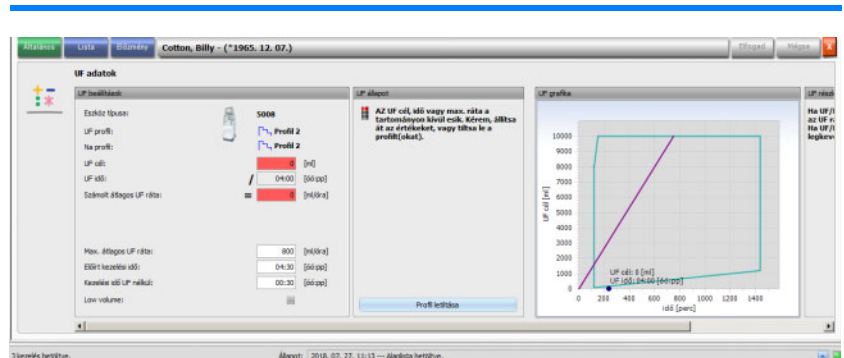 Általános Lista Előzmény Cotton, Billy - (*1965. 12. 07.) Elfogad Mégse X
UF adatok
UF beállítások
Eszköz típusa: 5008
UF profil: Profil 2
Na profil: Profil 2
UF cél: 0 [ml]
UF idő: / 04:00 [óó:pp]
Számolt átlagos UF ráta: = 0 [ml/óra]
Max. átlagos UF ráta: 800 [ml/óra]
Előírt kezelési idő: 04:30 [óó:pp]
Kezelési idő UF nélkül: 00:30 [óó:pp]
Low volume:
UF állapot
AZ UF cél, idő vagy max. ráta a
tartományon kívül esik. Kérem, állítsa
át az értékeket, vagy tiltsa le a
profilt(okat).
Profil letiltása
UF grafika
10000
9000
8000
7000
6000
5000
4000
3000
2000
1000
0
UF cél [ml]
UF cél: 0 [ml]
UF idő: 04:00 [óó:pp]
0 200 400 600 800 1000 1200 1400
idő [perc]
Ha UF/
az UF r
Ha UF/
legkev
3 kezelés betöltve. Állapot: 2018. 07. 27. 11:13 — Alaplista betöltve.